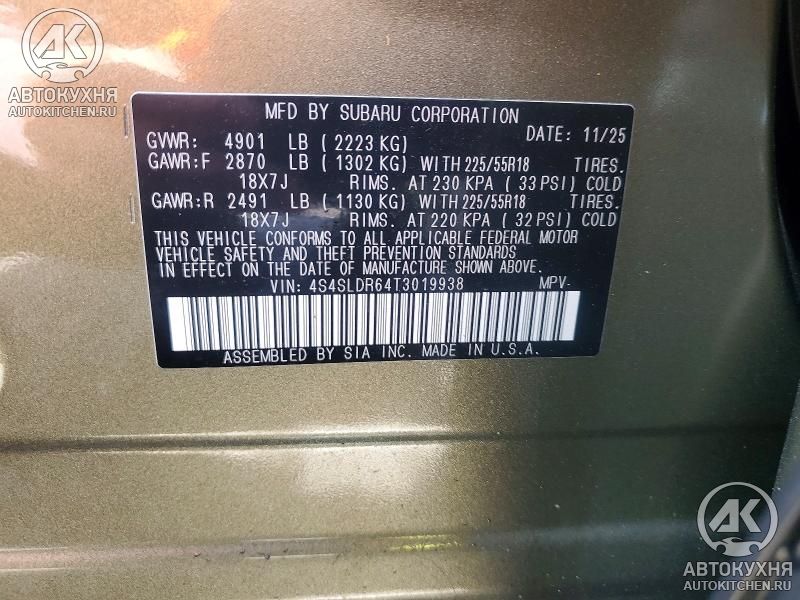 АК
АВТОКУХНЯ
AUTOKITCHEN.RU
MFD BY SUBARU CORPORATION
GVWR: 4901 LB ( 2223 KG) DATE: 11/25
GAWR:F 2870 LB ( 1302 KG) WITH 225/55R18 TIRES.
18X7J RIMS. AT 230 KPA ( 33 PSI) COLD
GAWR:R 2491 LB ( 1130 KG) WITH 225/55R18 TIRES.
18X7J RIMS. AT 220 KPA ( 32 PSI) COLD
THIS VEHICLE CONFORMS TO ALL APPLICABLE FEDERAL MOTOR
VEHICLE SAFETY AND THEFT PREVENTION STANDARDS
IN EFFECT ON THE DATE OF MANUFACTURE SHOWN ABOVE.
VIN: 4S4SLDR64T3019938 MPV-
ASSEMBLED BY SIA INC. MADE IN U.S.A.
АК
АВТОКУХНЯ
AUTOKITCHEN.RU